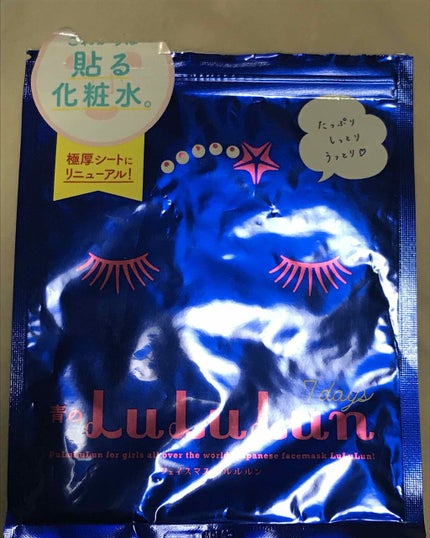 貼る
化粧水。
極厚シートに
リニューアル!
たっぷり
しっとり
うっとり♡
7days
青の LuLuLun
PuLuLuLun for girls all over the world Japanese facemask LuLuLun!
フェイスマスク ルルルン